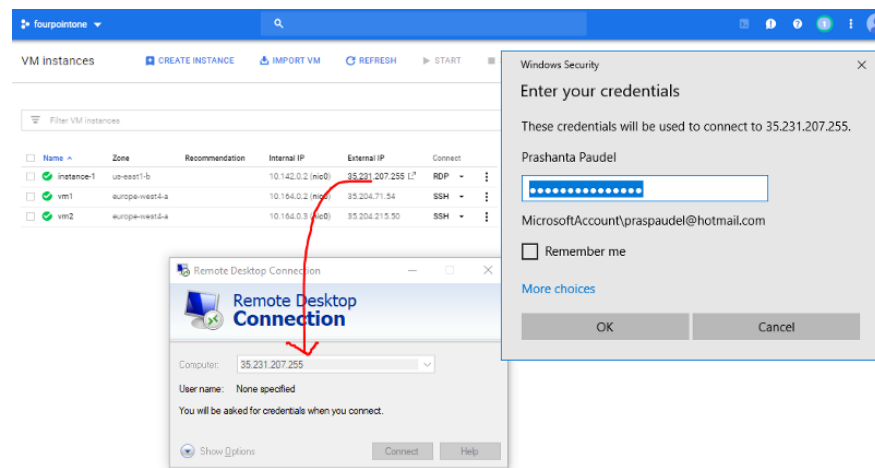 fourpointone
VM instances CREATE INSTANCE IMPORT VM REFRESH START
Filter VM instances
Name Zone Recommendation Internal IP External IP Connect
instance-1 us-east1-b 10.142.0.2 (nic0) 35.231.207.255 RDP
vm1 europe-west4-a 10.164.0.2 (nic0) 35.204.71.54 SSH
vm2 europe-west4-a 10.164.0.3 (nic0) 35.204.215.50 SSH
Windows Security
Enter your credentials
These credentials will be used to connect to 35.231.207.255.
Prashanta Paudel
MicrosoftAccount\praspaudel@hotmail.com
Remember me
More choices
OK Cancel
Remote Desktop Connection
Remote Desktop
Connection
Computer: 35.231.207.255
User name: None specified
You will be asked for credentials when you connect.
Show Options Connect Help